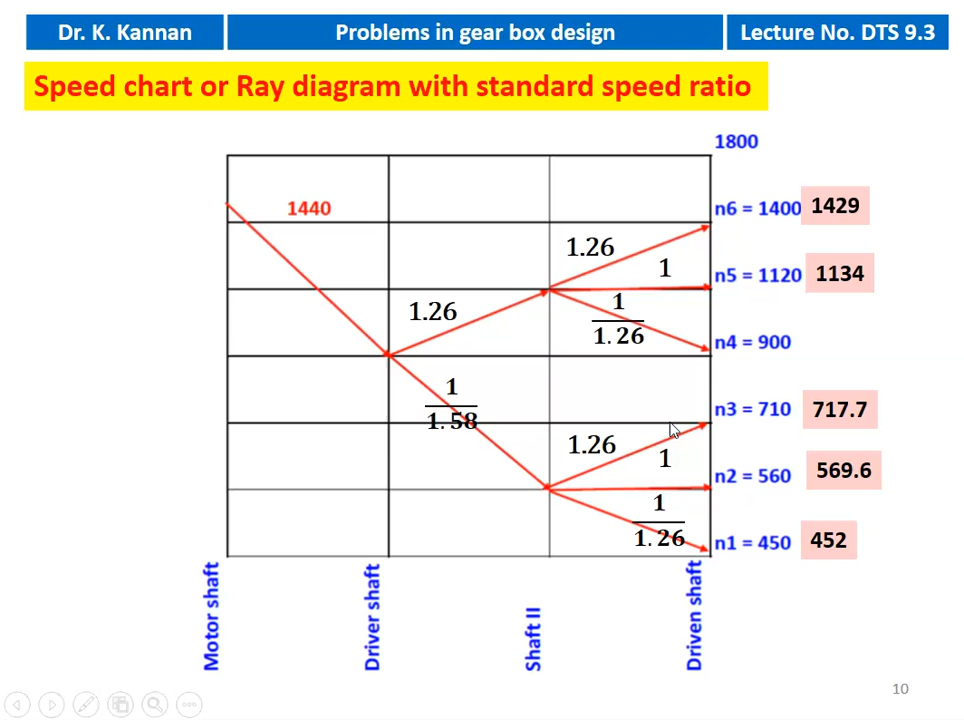 Dr. K. Kannan
Problems in gear box design
Lecture No. DTS 9.3
Speed chart or Ray diagram with standard speed ratio
1800
1440
n6 = 1400
1429
1.26
1
n5 = 1120
1134
1.26
1
1.26
n4 = 900
1
1.58
n3 = 710
717.7
1.26
1
n2 = 560
569.6
1
1.26
n1 = 450
452
Motor shaft
Driver shaft
Shaft II
Driven shaft
10